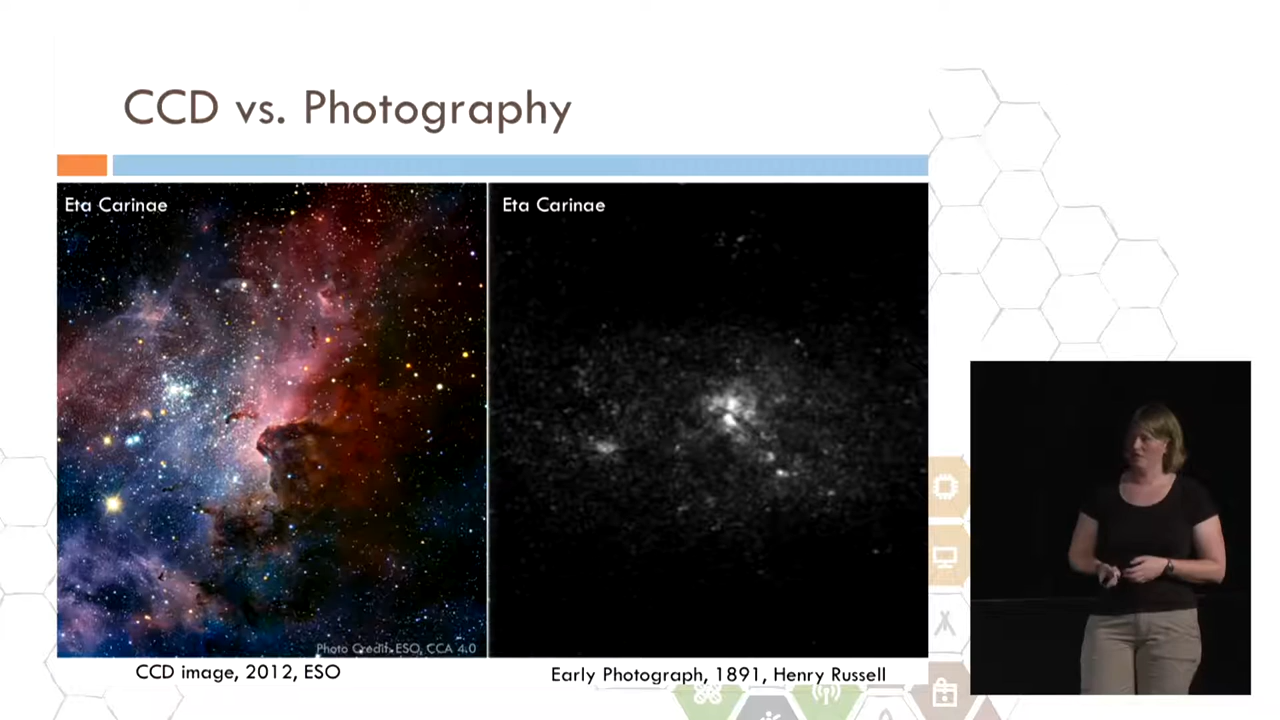 CCD vs. Photography
Eta Carinae
Eta Carinae
Photo Credit: ESO, CCA 4.0
CCD image, 2012, ESO
Early Photograph, 1891, Henry Russell